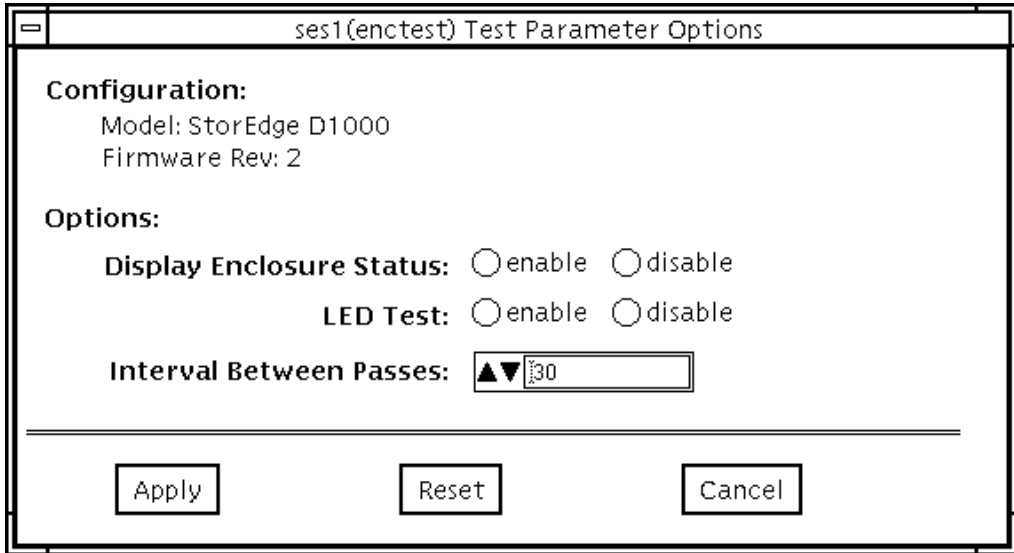 ses1(enctest) Test Parameter Options
Configuration:
Model: StorEdge D1000
Firmware Rev: 2
Options:
Display Enclosure Status: enable disable
LED Test: enable disable
Interval Between Passes: 30
Apply Reset Cancel